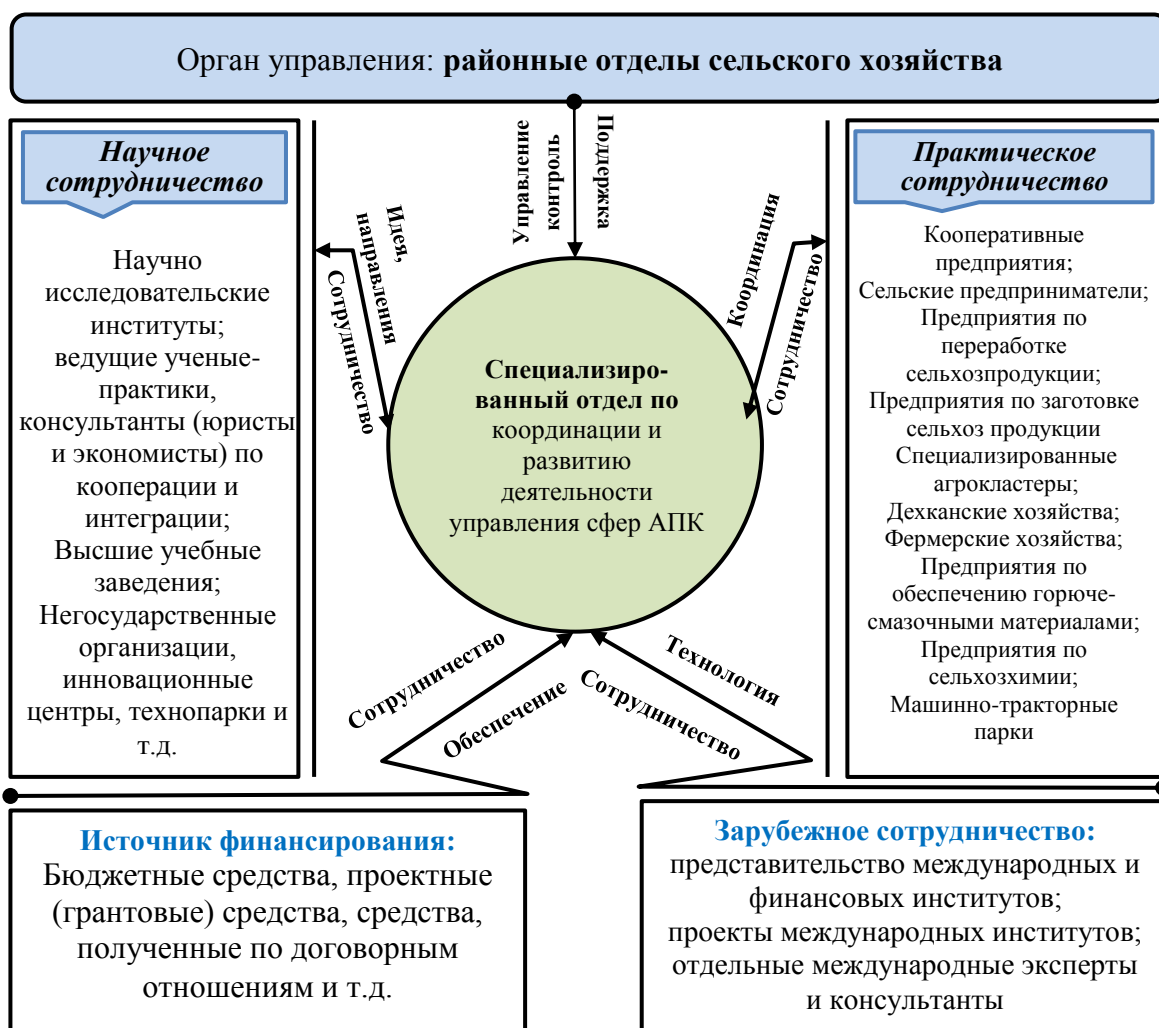 Орган управления: районные отделы сельского хозяйства
Научное
сотрудничество
Научно
исследовательские
институты;
ведущие ученые-
практики,
консультанты (юристы
и экономисты) по
кооперации и
интеграции;
Высшие учебные
заведения;
Негосударственные
организации,
инновационные
центры, технопарки и
т.д.
Идея,
направления
Сотрудничество
Управление
контроль
Поддержка
Координация
Сотрудничество
Специализиро-
ванный отдел по
координации и
развитию
деятельности
управления сфер АПК
Практическое
сотрудничество
Кооперативные
предприятия;
Сельские предприниматели;
Предприятия по
переработке
сельхозпродукции;
Предприятия по заготовке
сельхоз продукции
Специализированные
агрокластеры;
Дехканские хозяйства;
Фермерские хозяйства;
Предприятия по
обеспечению горюче-
смазочными материалами;
Предприятия по
сельхозхимии;
Машинно-тракторные
парки
Сотрудничество
Обеспечение
Сотрудничество
Технология
Источник финансирования:
Бюджетные средства, проектные
(грантовые) средства, средства,
полученные по договорным
отношениям и т.д.
Зарубежное сотрудничество:
представительство международных и
финансовых институтов;
проекты международных институтов;
отдельные международные эксперты
и консультанты